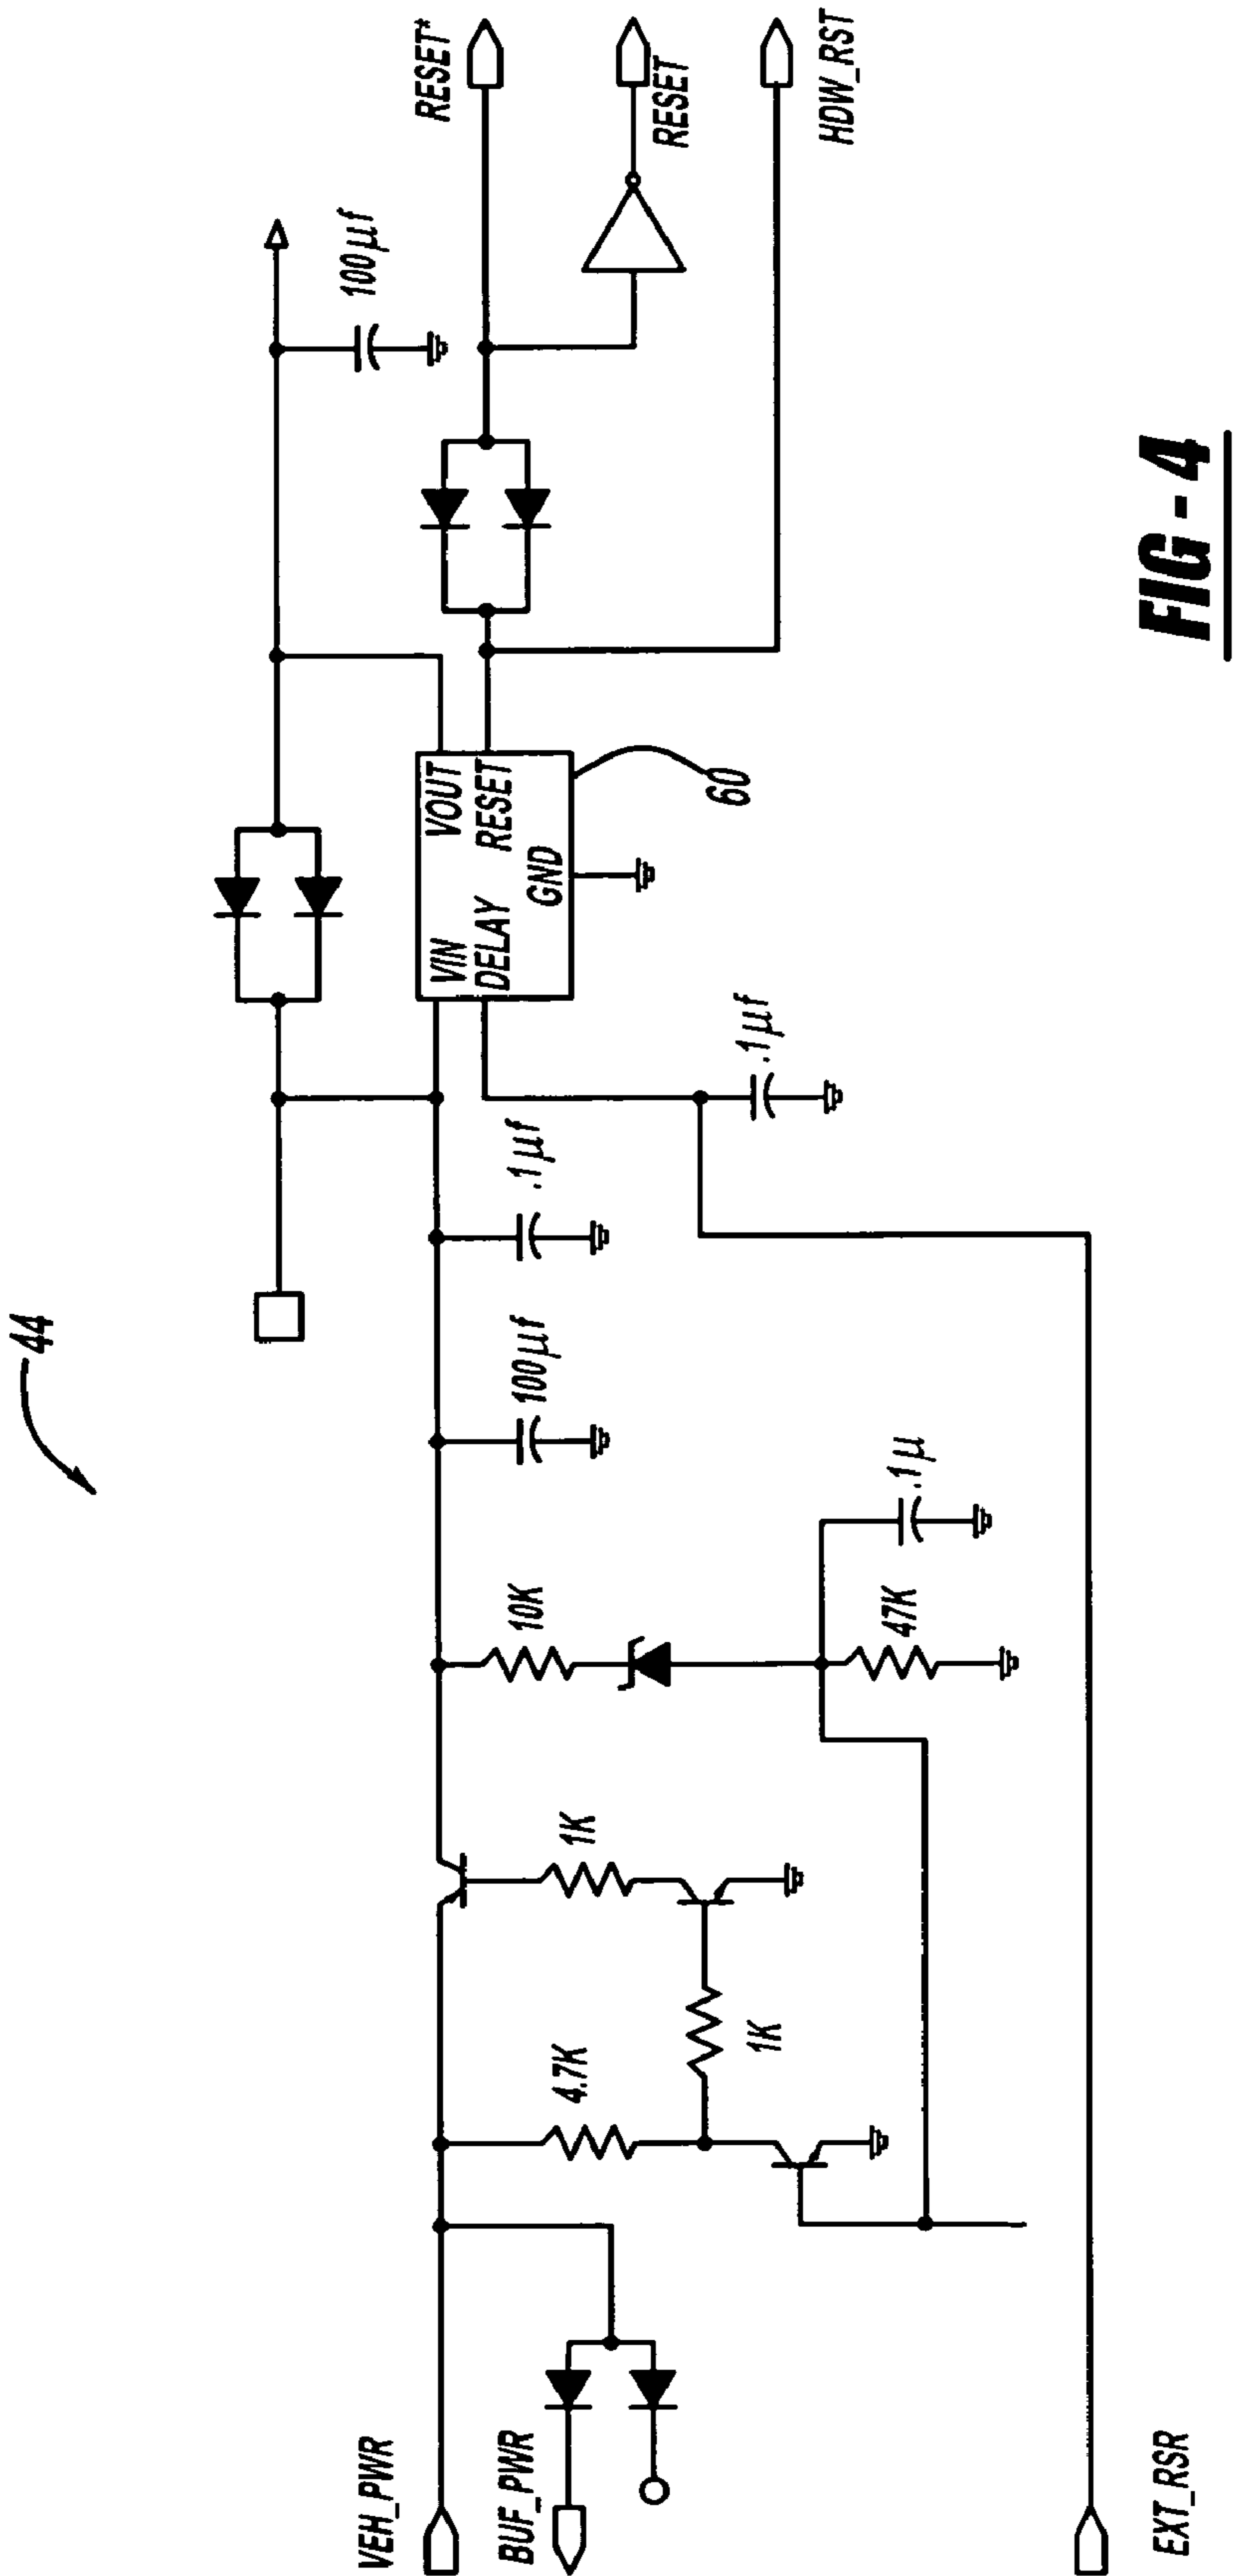 44
VEH_PWR
BUF_PWR
4.7K
1K
1K
10K
47K
.1μ
100μf
.1μf
.1μf
VIN
VOUT
DELAY
RESET
GND
60
100μf
RESET*
RESET
HDW_RST
EXT_RSR
FIG - 4